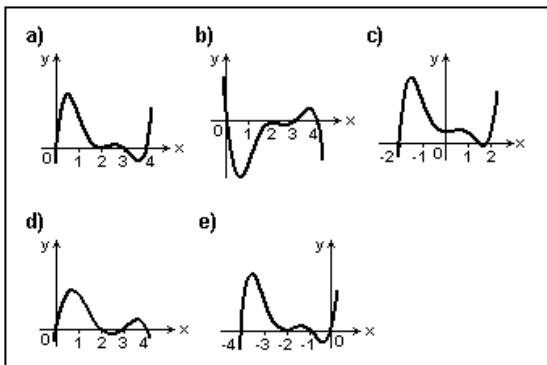 a) b) c)
y y y
0 1 2 3 4 x
0 1 2 3 4 x
-2 -1 0 1 2 x
d) e)
y y
0 1 2 3 4 x
-4 -3 -2 -1 0 x